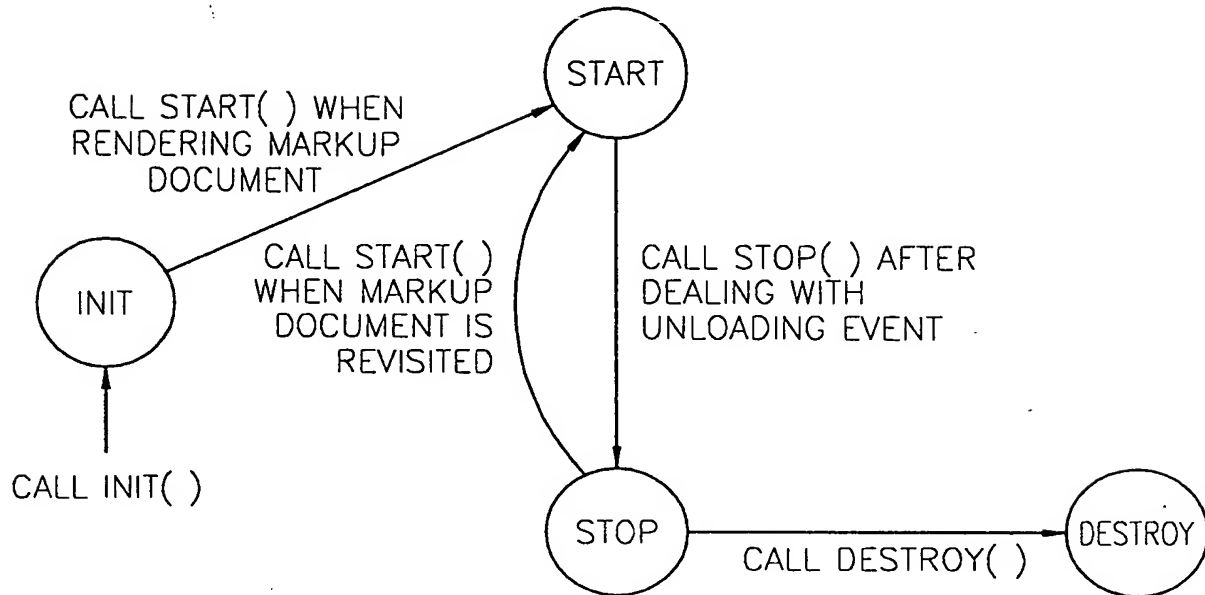 START
CALL START( ) WHEN
RENDERING MARKUP
DOCUMENT
INIT
CALL START( )
WHEN MARKUP
DOCUMENT IS
REVISITED
CALL STOP( ) AFTER
DEALING WITH
UNLOADING EVENT
CALL INIT( )
STOP
CALL DESTROY( )
DESTROY